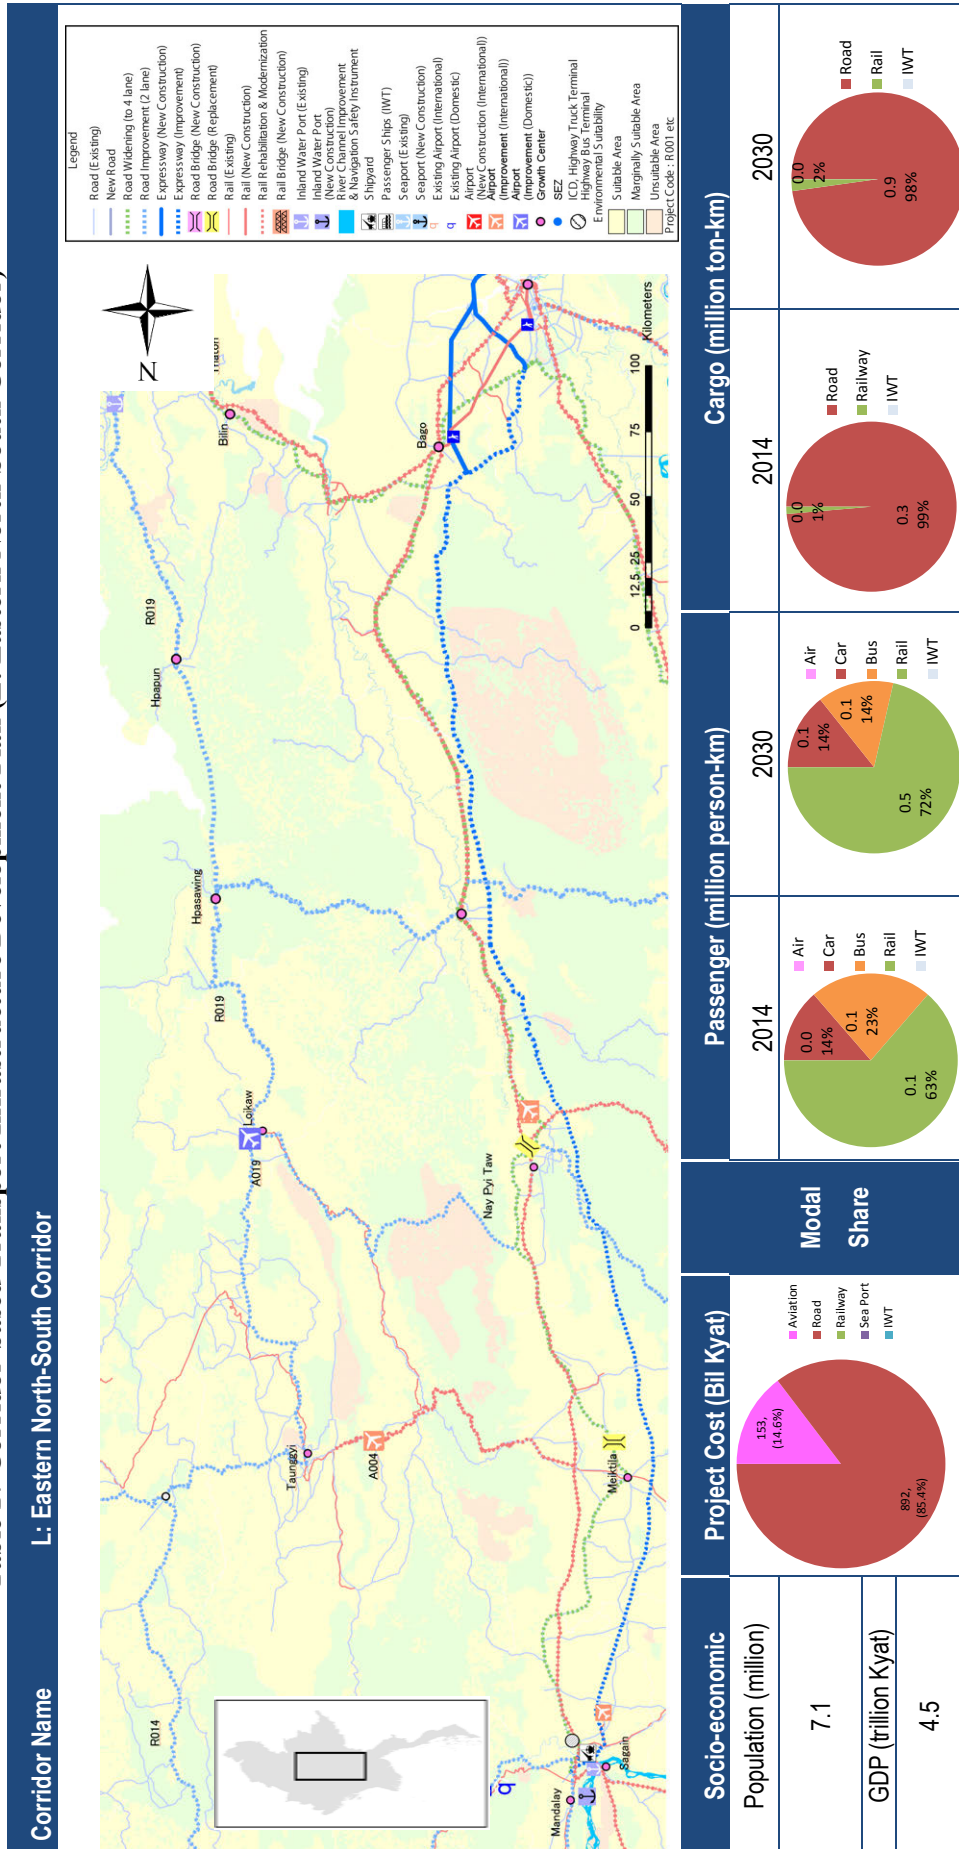 Corridor Name
L: Eastern North-South Corridor
Legend
Road (Existing)
New Road
Road Widening (to 4 lane)
Road Improvement (2 lane)
Expressway (New Construction)
Expressway (Improvement)
Road Bridge (New Construction)
Road Bridge (Replacement)
Rail (Existing)
Rail (New Construction)
Rail Rehabilitation & Modernization
Rail Bridge (New Construction)
Inland Water Port (Existing)
Inland Water Port
(New Construction)
River Channel Improvement
& Navigation Safety Instrument
Shipyard
Passenger Ships (IWT)
Seaport (Existing)
Seaport (New Construction)
Existing Airport (International)
Existing Airport (Domestic)
Airport
(New Construction (International))
Airport
(Improvement (International))
Airport
(Improvement (Domestic))
Growth Center
SEZ
ICD, Highway Truck Terminal
Highway Bus Terminal
Environmental Suitability
Suitable Area
Marginally Suitable Area
Unsuitable Area
Project Code : R001 etc
N
R014
R019
Hpapun
Hpasawing
R019
Loikaw
A019
Taunggyi
A004
Nay Pyi Taw
Meiktila
Mandalay
Sagain
Bilin
Bago
q
0 12.5 25 50 75 100
Kilometers
Socio-economic
Population (million)
7.1
GDP (trillion Kyat)
4.5
Project Cost (Bil Kyat)
153,
(14.6%)
892,
(85.4%)
Aviation
Road
Railway
Sea Port
IWT
Modal
Share
Passenger (million person-km)
2014
0.0
14%
0.1
23%
0.1
63%
Air
Car
Bus
Rail
IWT
2030
0.1
14%
0.1
14%
0.5
72%
Air
Car
Bus
Rail
IWT
Cargo (million ton-km)
2014
0.0
1%
0.3
99%
Road
Railway
IWT
2030
0.0
2%
0.9
98%
Road
Rail
IWT